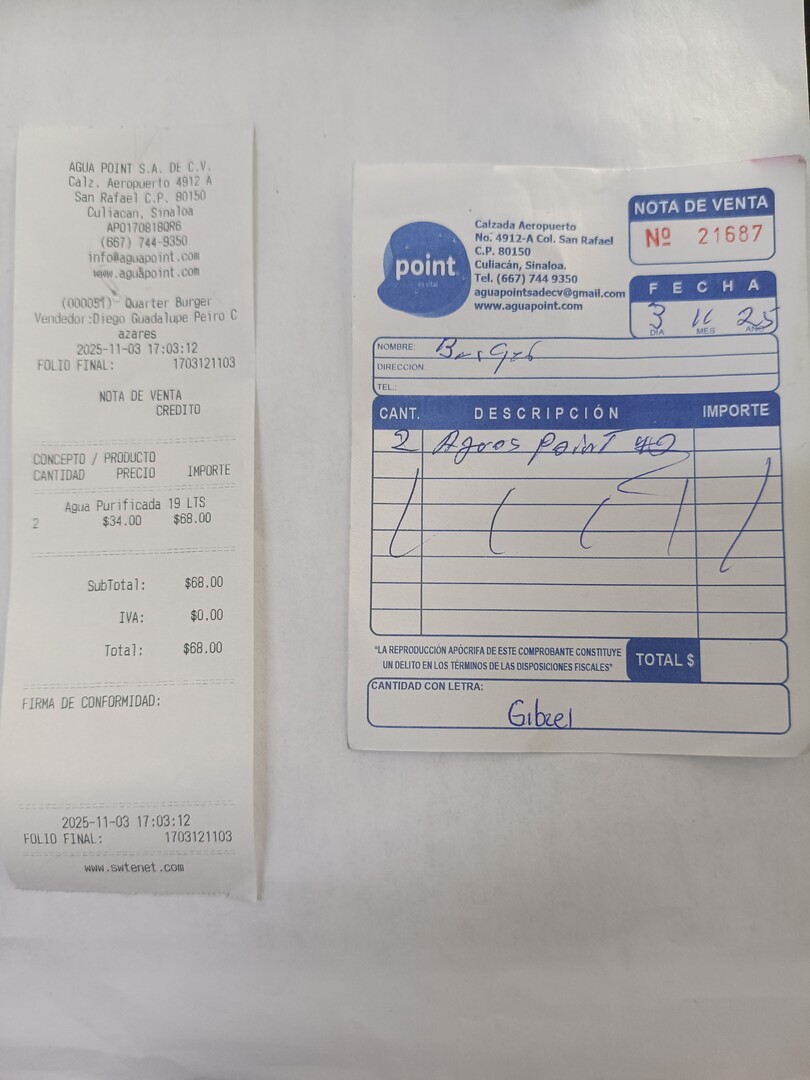 AGUA POINT S.A. DE C.V.
Calz. Aeropuerto 4912 A
San Rafael C.P. 80150
Culiacan, Sinaloa
APO170818QR6
(667) 744-9350
info@aguapoint.com
www.aguapoint.com
(000051) - Quarter Burger
Vendedor:Diego Guadalupe Peiro C
azares
2025-11-03 17:03:12
FOLIO FINAL: 1703121103
NOTA DE VENTA
CREDITO
CONCEPTO / PRODUCTO
CANTIDAD PRECIO IMPORTE
Agua Purificada 19 LTS
2 $34.00 $68.00
SubTotal: $68.00
IVA: $0.00
Total: $68.00
FIRMA DE CONFORMIDAD:
2025-11-03 17:03:12
FOLIO FINAL: 1703121103
www.swtenet.com
point
Calzada Aeropuerto
No. 4912-A Col. San Rafael
C.P. 80150
Culiacán, Sinaloa.
Tel. (667) 744 9350
aguapointsadecv@gmail.com
www.aguapoint.com
NOTA DE VENTA
Nº 21687
FECHA
3 11 25
DIA MES AÑO
NOMBRE:
DIRECCION
TEL.:
CANT. DESCRIPCIÓN IMPORTE
2 Aguas Point
"LA REPRODUCCIÓN APÓCRIFA DE ESTE COMPROBANTE CONSTITUYE
UN DELITO EN LOS TÉRMINOS DE LAS DISPOSICIONES FISCALES"
TOTAL $
CANTIDAD CON LETRA:
Gibzel